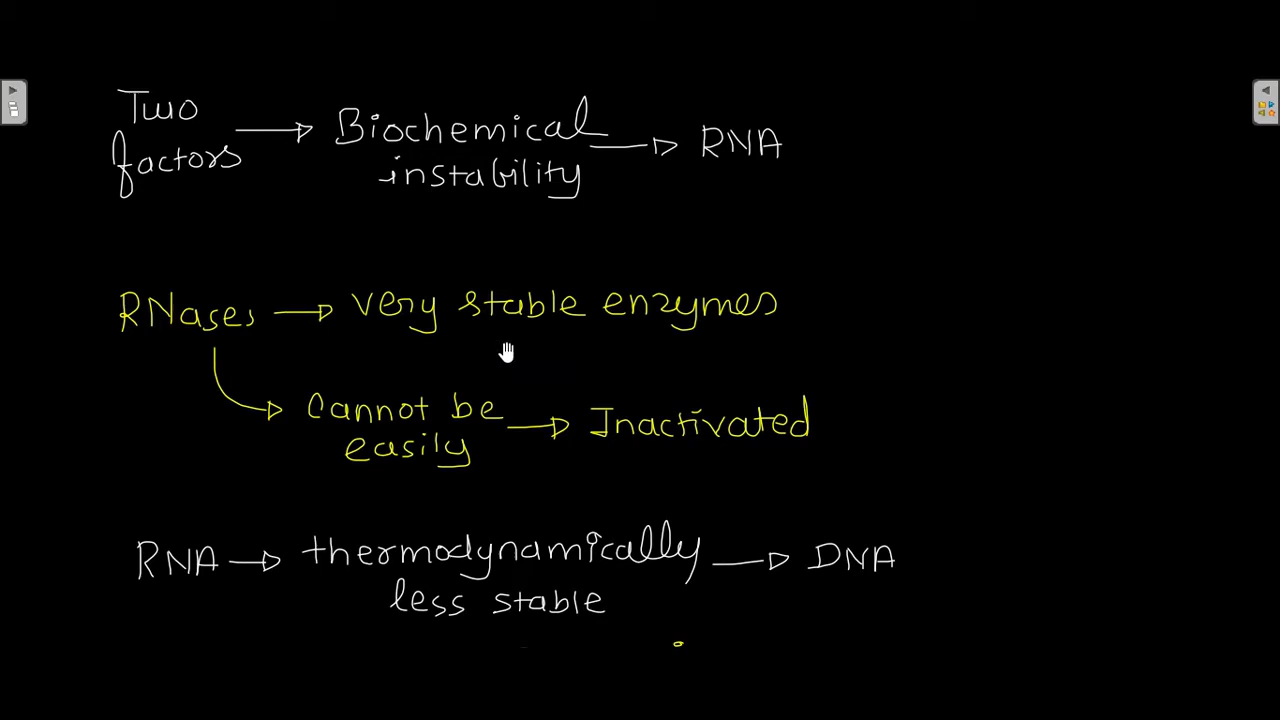 Two factors → Biochemical instability → RNA
RNases → very stable enzymes
Cannot be easily → Inactivated
RNA → thermodynamically less stable → DNA